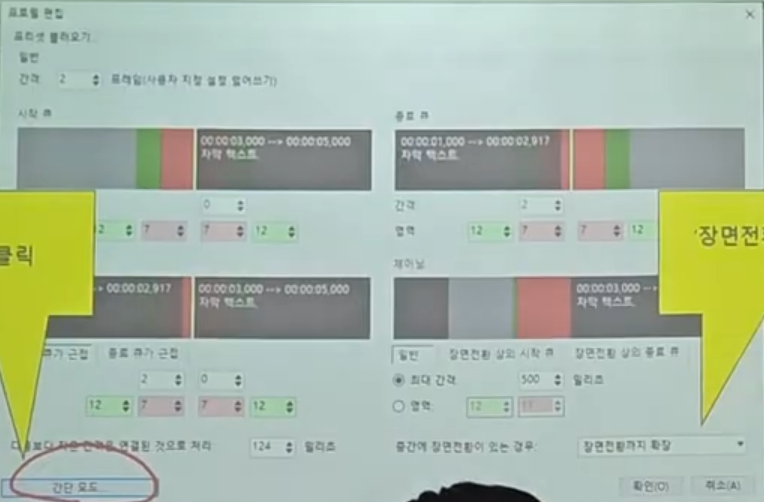 프로필 편집
프리셋 불러오기...
일반
간격 2 프레임(사용자 지정 설정 덮어쓰기)
시작 큐
종료 큐
00:00:03,000 --> 00:00:05,000
자막 텍스트.
00:00:01,000 --> 00:00:02,917
자막 텍스트.
0
간격 2
12 7 7 12
영역 12 7 7 12
클릭
'장면전환
체이닝
> 00:00:02,917
00:00:03,000 --> 00:00:05,000
자막 텍스트.
00:00:03,000 -->
자막 텍스트.
큐가 근접 종료 큐가 근접
일반 장면전환 상의 시작 큐 장면전환 상의 종료 큐
2 0
최대 간격: 500 밀리초
12 7 7 12
영역: 12
연결된 것으로 처리: 124 밀리초
중간에 장면전환이 있는 경우: 장면전환까지 확장
간단 모드...
확인(O) 취소(A)